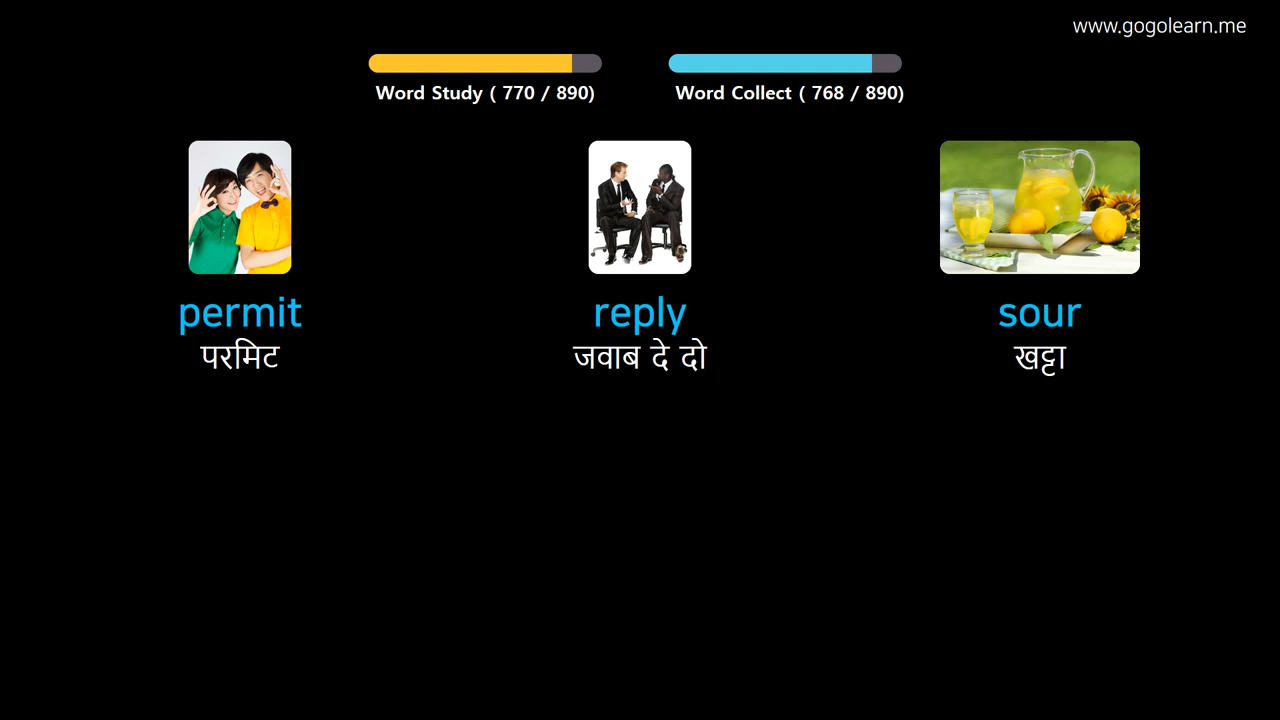 www.gogolearn.me
Word Study ( 770 / 890)
Word Collect ( 768 / 890)
permit
परमिट
reply
जवाब दे दो
sour
खट्टा